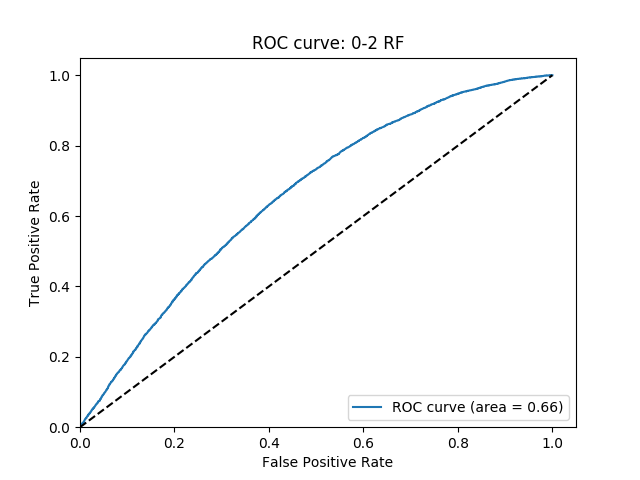 ROC curve: 0-2 RF
1.0
0.8
0.6
0.4
0.2
0.0
True Positive Rate
0.0 0.2 0.4 0.6 0.8 1.0
False Positive Rate
ROC curve (area = 0.66)